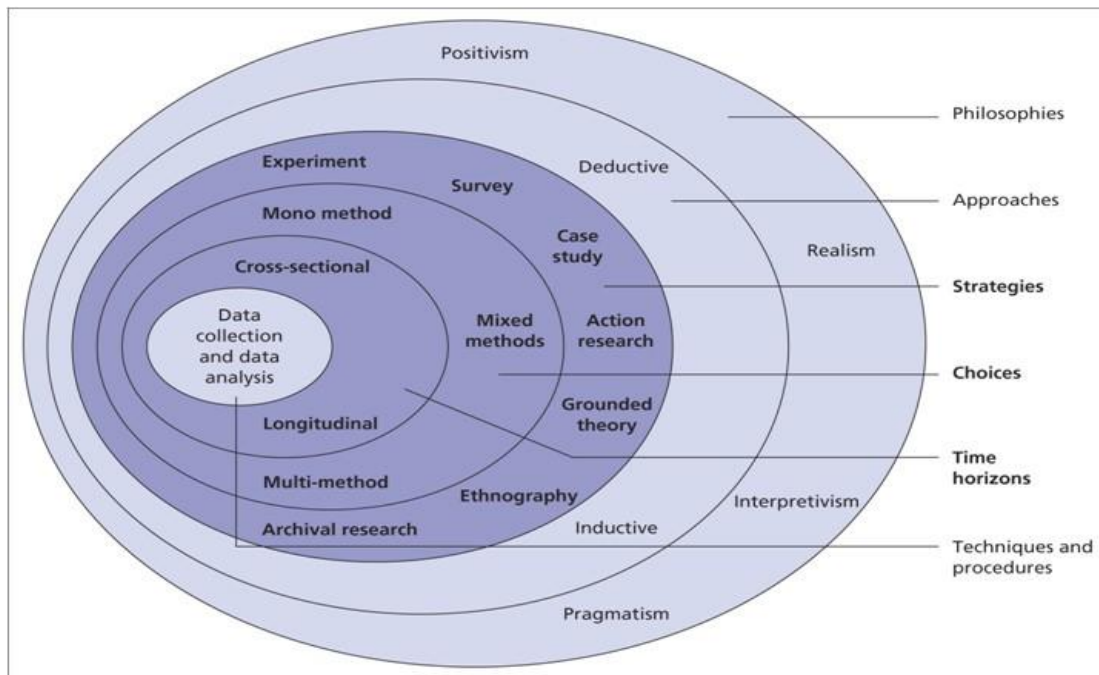 Positivism
Philosophies
Deductive
Experiment
Survey
Approaches
Mono method
Case
study
Realism
Cross-sectional
Strategies
Data
collection
and data
analysis
Mixed
methods
Action
research
Choices
Grounded
theory
Longitudinal
Time
horizons
Multi-method
Ethnography
Interpretivism
Archival research
Inductive
Techniques and
procedures
Pragmatism